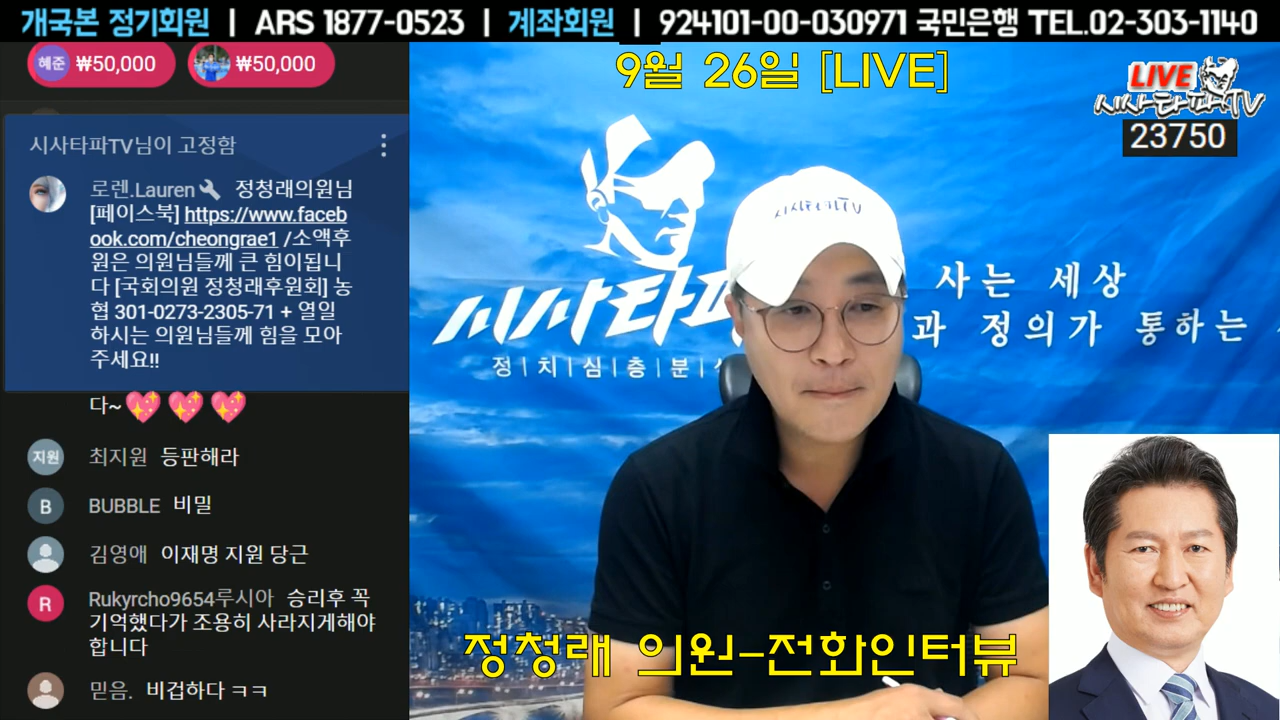 개국본 정기회원 | ARS 1877-0523 | 계좌회원 | 924101-00-030971 국민은행 TEL.02-303-1140
혜준 ₩50,000
₩50,000
시사타파TV님이 고정함
로렌.Lauren 정청래의원님
[페이스북] https://www.faceb
ook.com/cheongrae1 /소액후
원은 의원님들께 큰 힘이됩니
다 [국회의원 정청래후원회] 농
협 301-0273-2305-71 + 열일
하시는 의원님들께 힘을 모아
주세요!!
다~
지원 최지원 등판해라
B BUBBLE 비밀
김영애 이재명 지원 당근
R Rukyrcho9654루시아 승리후 꼭
기억했다가 조용히 사라지게해야
합니다
믿음. 비겁하다 ㅋㅋ
9월 26일 [LIVE]
LIVE
시사타파TV
23750
시사타파TV
시사타파
정|치|심|층|분|석
사는 세상
과 정의가 통하는
정청래 의원-전화인터뷰